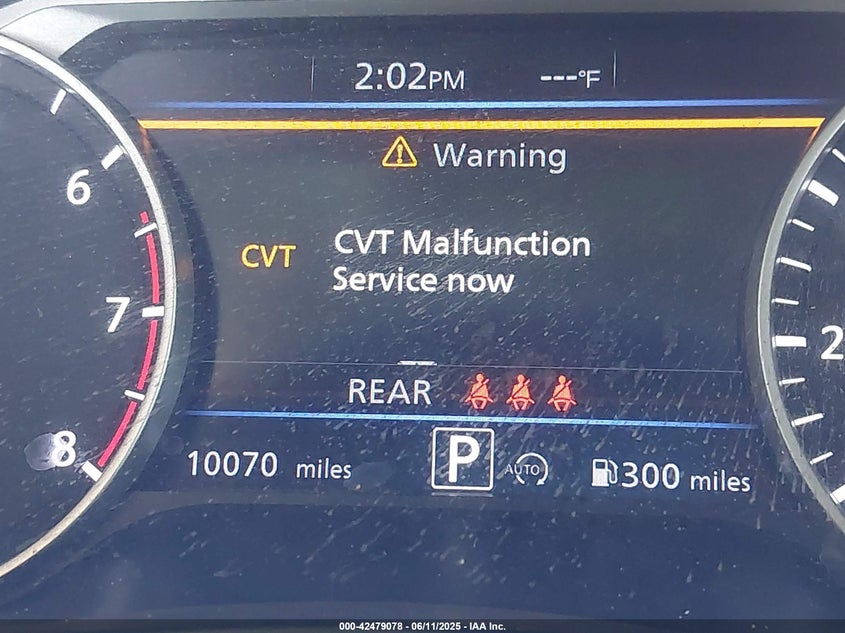 2:02PM ---°F
Warning
6
CVT CVT Malfunction
Service now
7
2
REAR
8
10070 miles P AUTO 300 miles
000-42479078 - 06/11/2025 - IAA Inc.